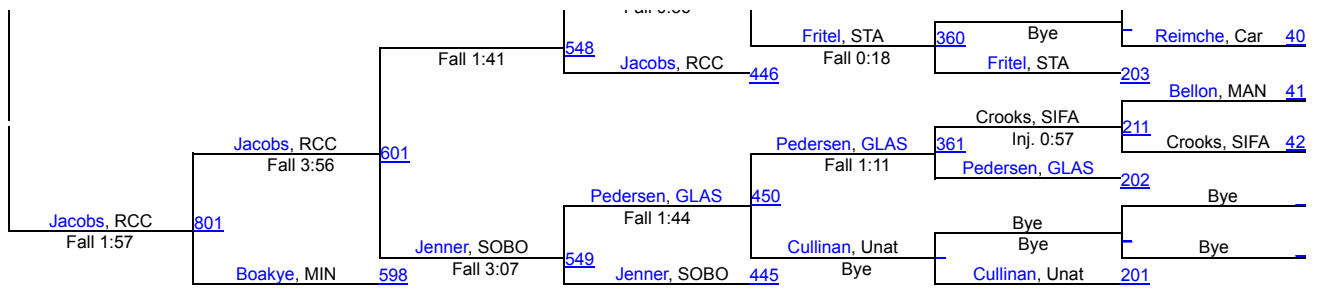 Fritel, STA
360
Bye
Reimche, Car 40
548
Fall 1:41
Fall 0:18
Jacobs, RCC
446
Fritel, STA
203
Bellon, MAN 41
Crooks, SIFA
211
Inj. 0:57
Jacobs, RCC
601
Fall 3:56
Pedersen, GLAS
361
Fall 1:11
Crooks, SIFA 42
Pedersen, GLAS
202
Pedersen, GLAS
450
Fall 1:44
Bye
Jacobs, RCC
801
Fall 1:57
Bye
Bye
Jenner, SOBO
549
Fall 3:07
Cullinan, Unat
Bye
Bye
Boakye, MIN 598
Jenner, SOBO 445
Cullinan, Unat 201